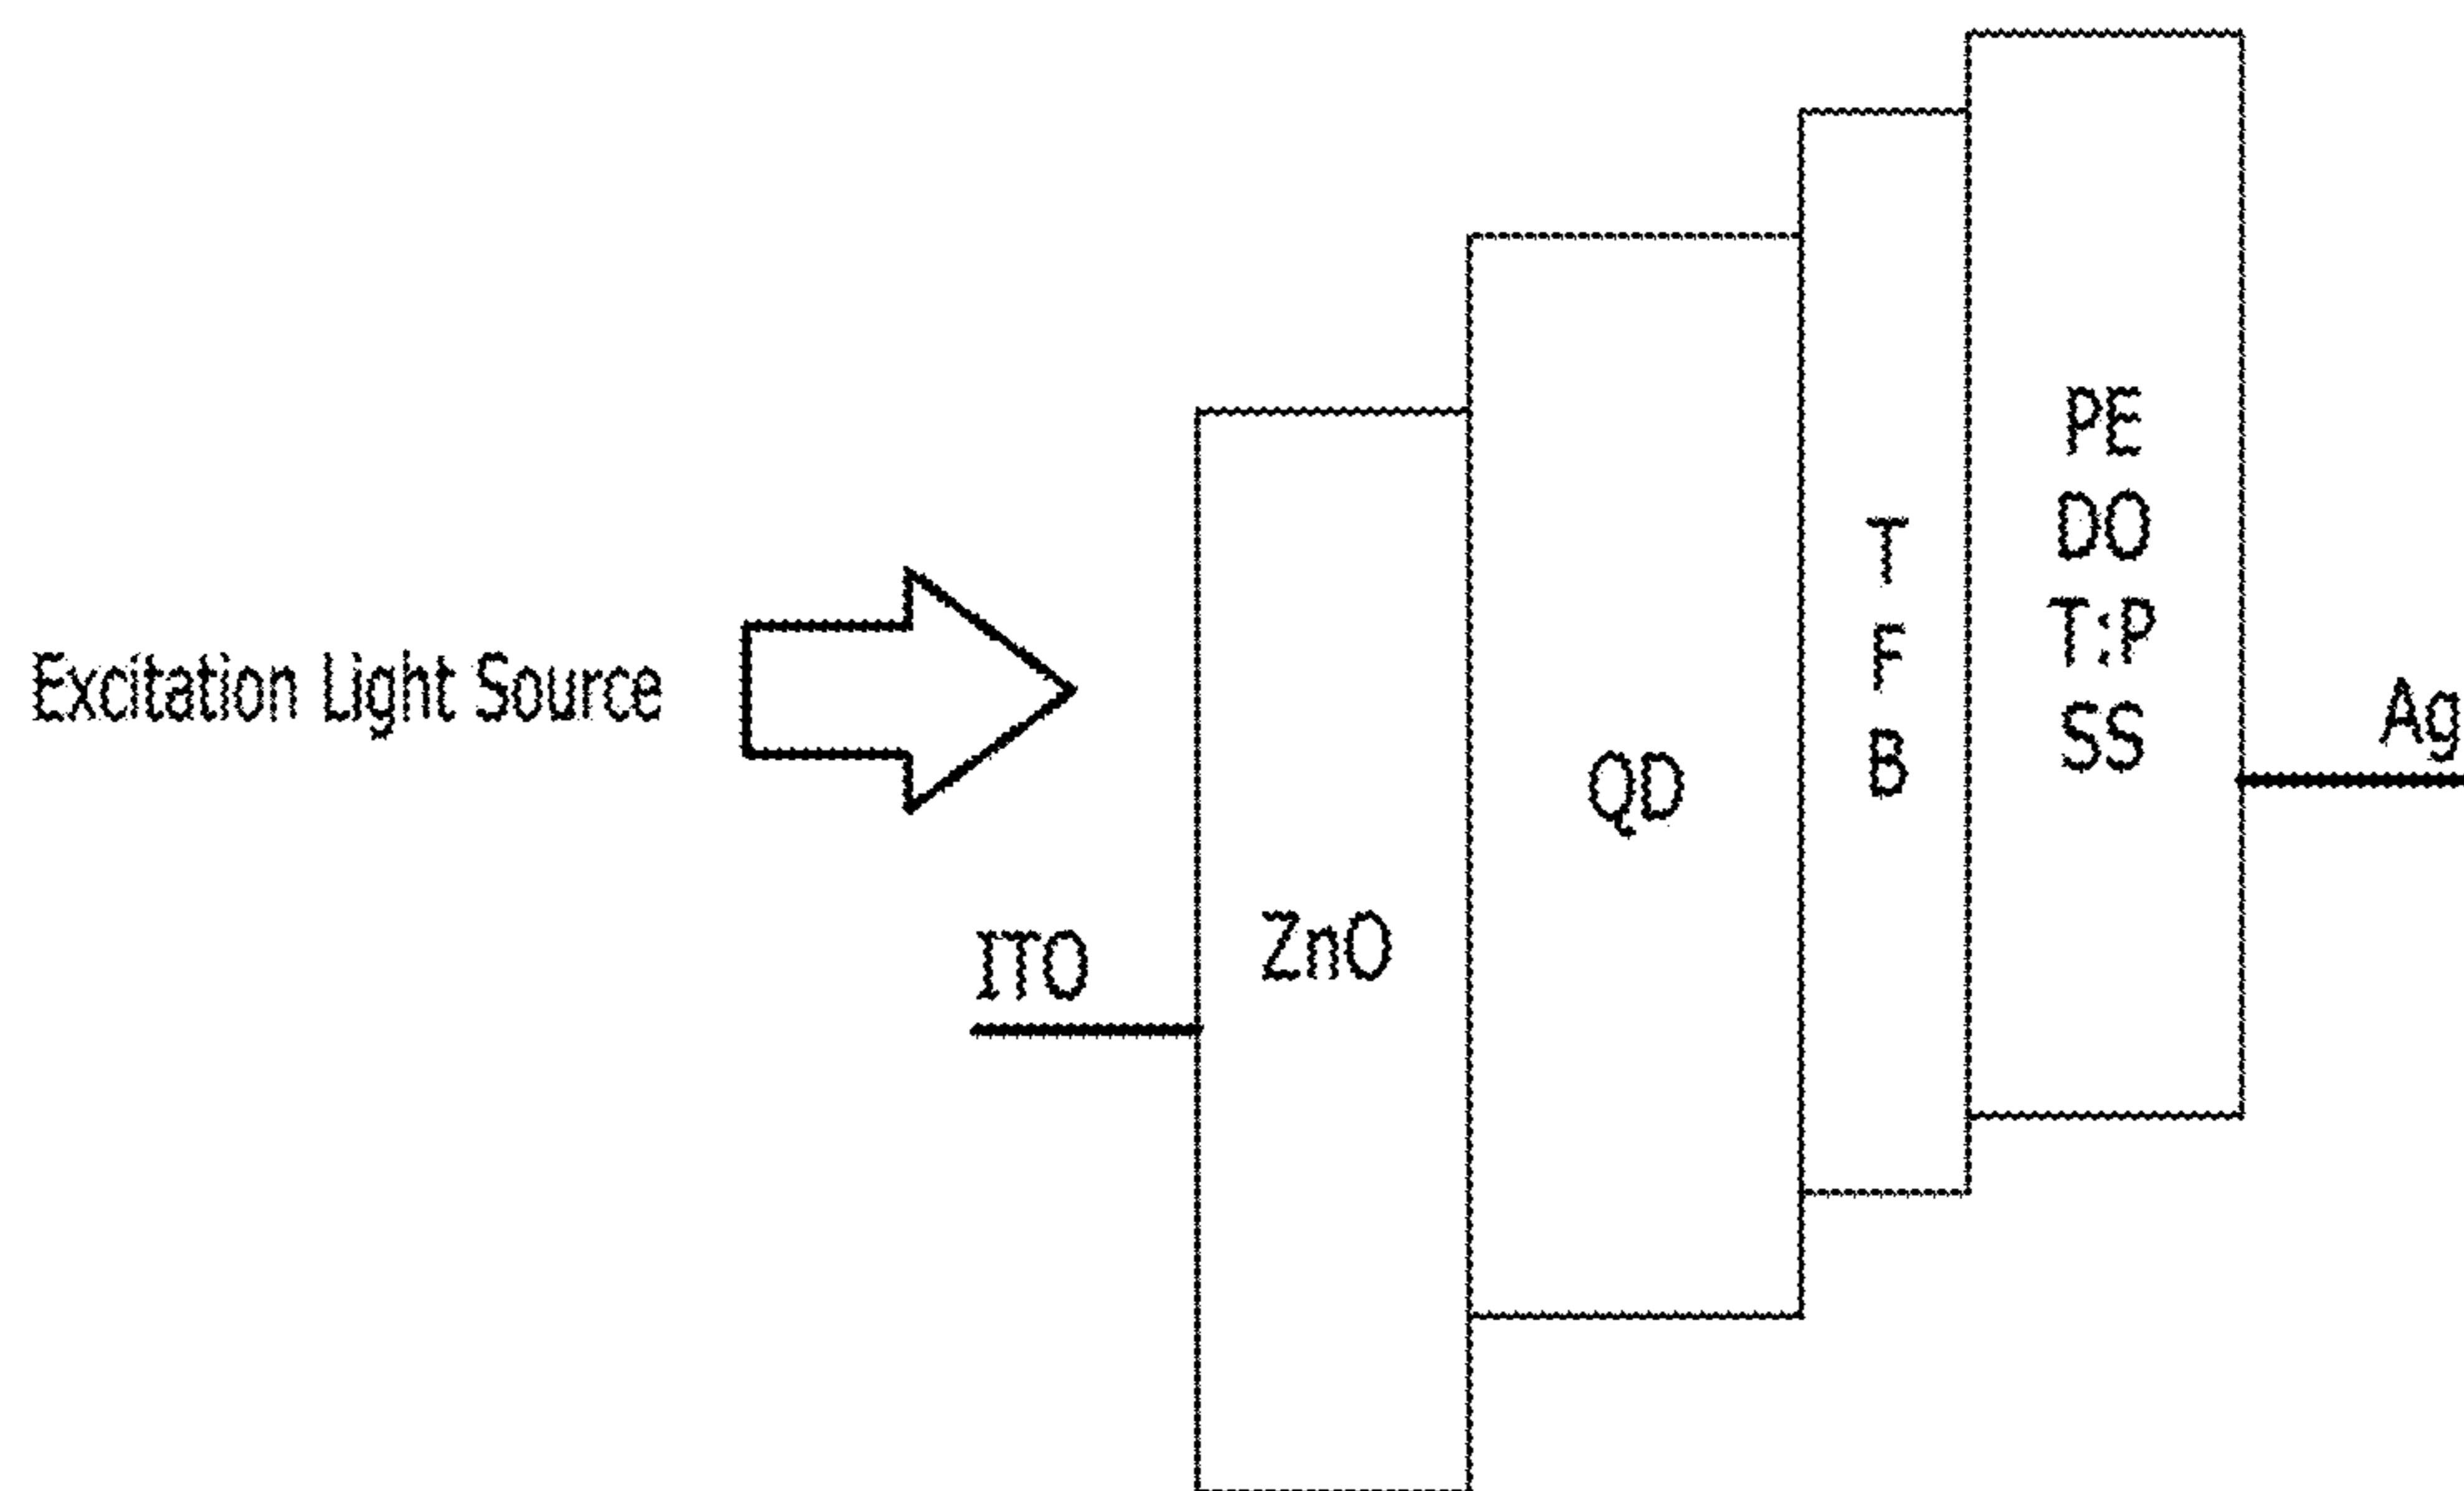 Excitation Light Source
ITO
ZnO
QD
T
F
B
PE
DO
T:P
SS
Ag